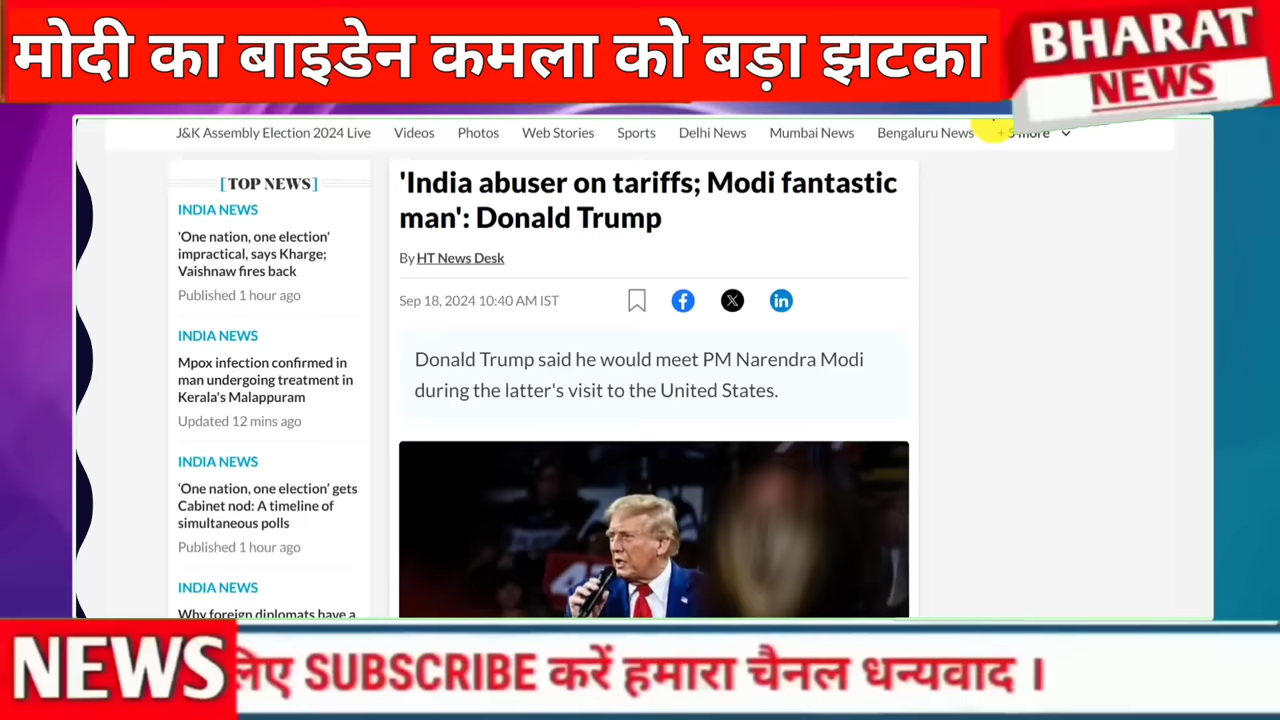 मोदी का बाइडेन कमला को बड़ा झटका
BHARAT
NEWS
J&K Assembly Election 2024 Live Videos Photos Web Stories Sports Delhi News Mumbai News Bengaluru News + 5 more
[TOP NEWS]
INDIA NEWS
'One nation, one election'
impractical, says Kharge;
Vaishnaw fires back
Published 1 hour ago
INDIA NEWS
Mpox infection confirmed in
man undergoing treatment in
Kerala's Malappuram
Updated 12 mins ago
INDIA NEWS
‘One nation, one election’ gets
Cabinet nod: A timeline of
simultaneous polls
Published 1 hour ago
INDIA NEWS
Why foreign diplomats have a
'India abuser on tariffs; Modi fantastic
man': Donald Trump
By HT News Desk
Sep 18, 2024 10:40 AM IST
Donald Trump said he would meet PM Narendra Modi
during the latter's visit to the United States.
NEWS
लिए SUBSCRIBE करें हमारा चैनल धन्यवाद ।